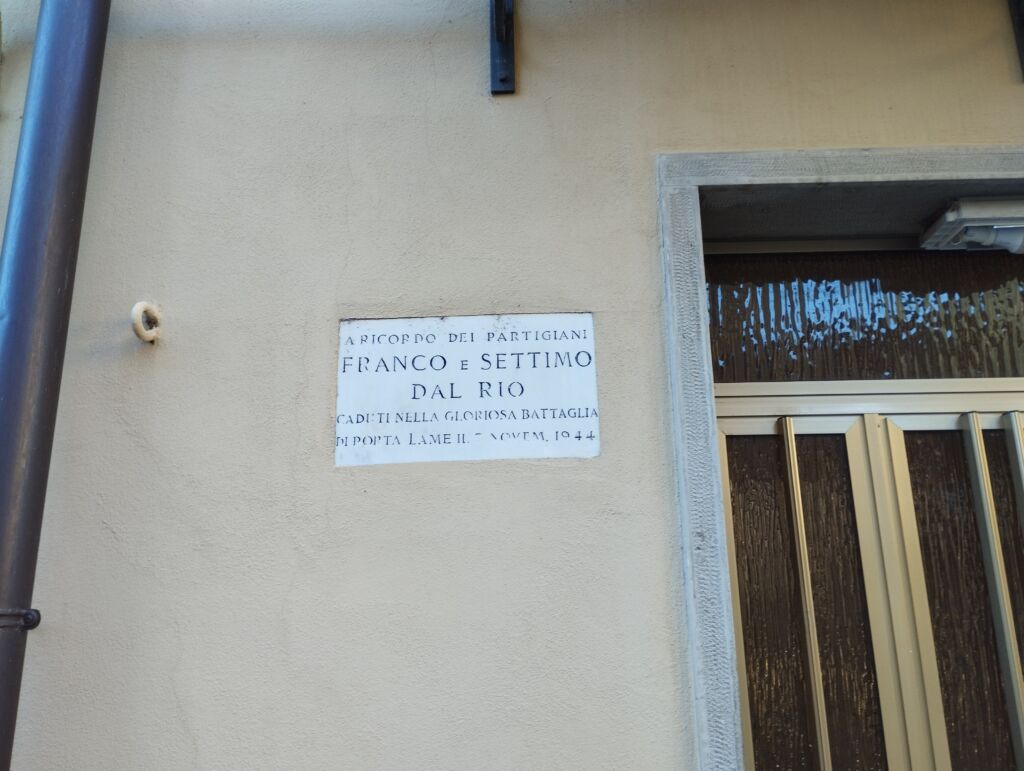 A RICORDO DEI PARTIGIANI
FRANCO E SETTIMO
DAL RIO
CADUTI NELLA GLORIOSA BATTAGLIA
DI PORTA LAME IL 7 NOVEM. 1944